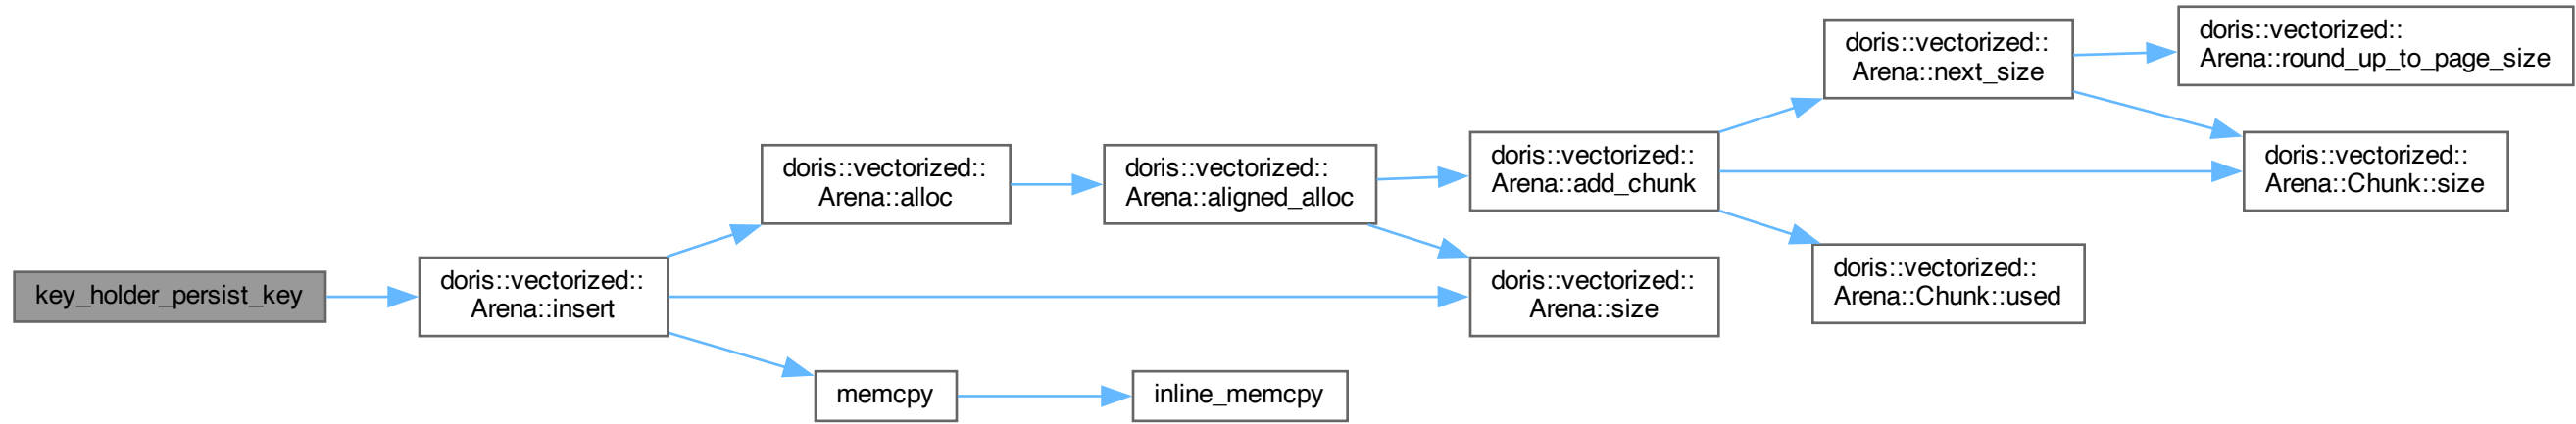 key_holder_persist_key
doris::vectorized::
Arena::insert
doris::vectorized::
Arena::alloc
doris::vectorized::
Arena::aligned_alloc
doris::vectorized::
Arena::add_chunk
doris::vectorized::
Arena::next_size
doris::vectorized::
Arena::round_up_to_page_size
doris::vectorized::
Arena::Chunk::size
doris::vectorized::
Arena::Chunk::used
doris::vectorized::
Arena::size
memcpy
inline_memcpy